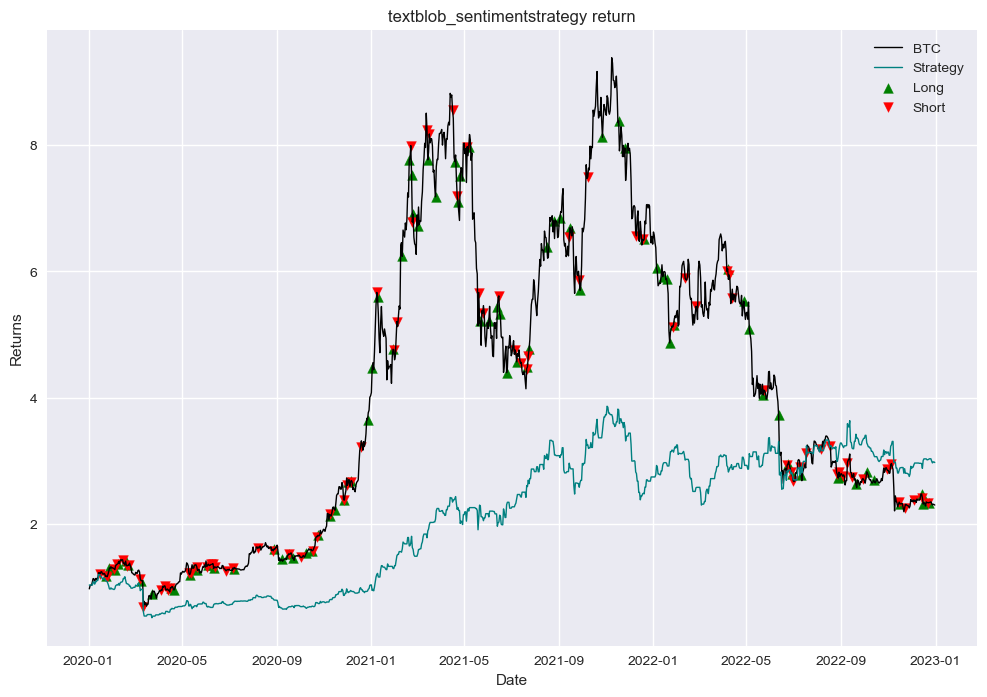 textblob_sentimentstrategy return
BTC
Strategy
Long
Short
8
6
4
2
Returns
2020-01 2020-05 2020-09 2021-01 2021-05 2021-09 2022-01 2022-05 2022-09 2023-01
Date